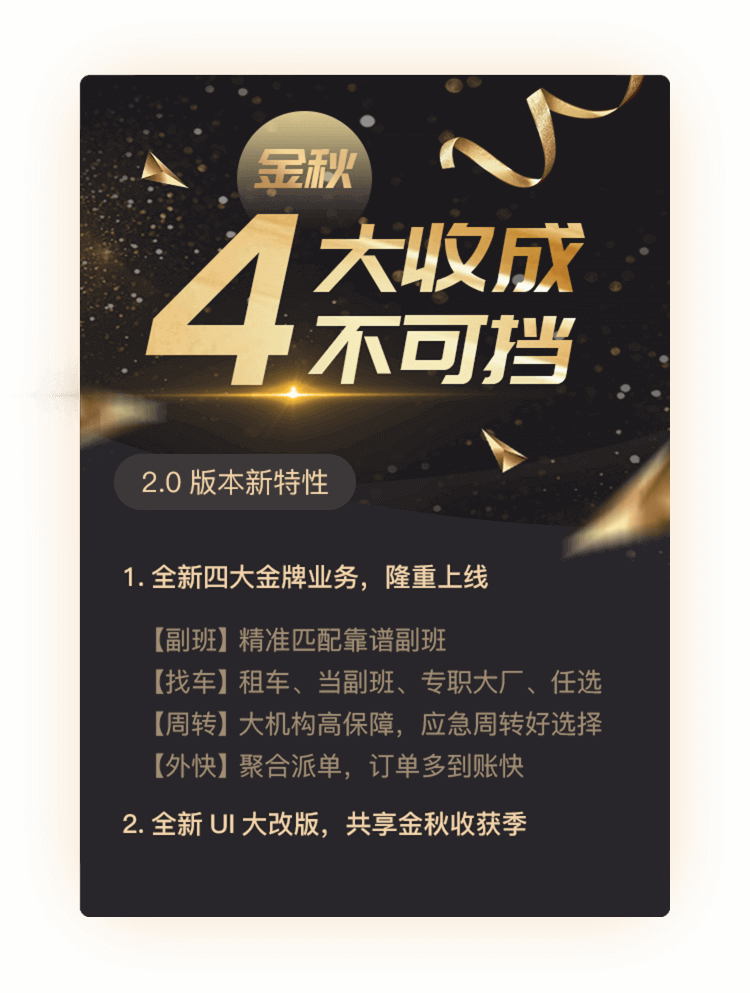 金秋
4大收成
不可挡
2.0 版本新特性
1. 全新四大金牌业务，隆重上线
【副班】精准匹配靠谱副班
【找车】租车、当副班、专职大厂、任选
【周转】大机构高保障，应急周转好选择
【外快】聚合派单，订单多到账快
2. 全新 UI 大改版，共享金秋收获季